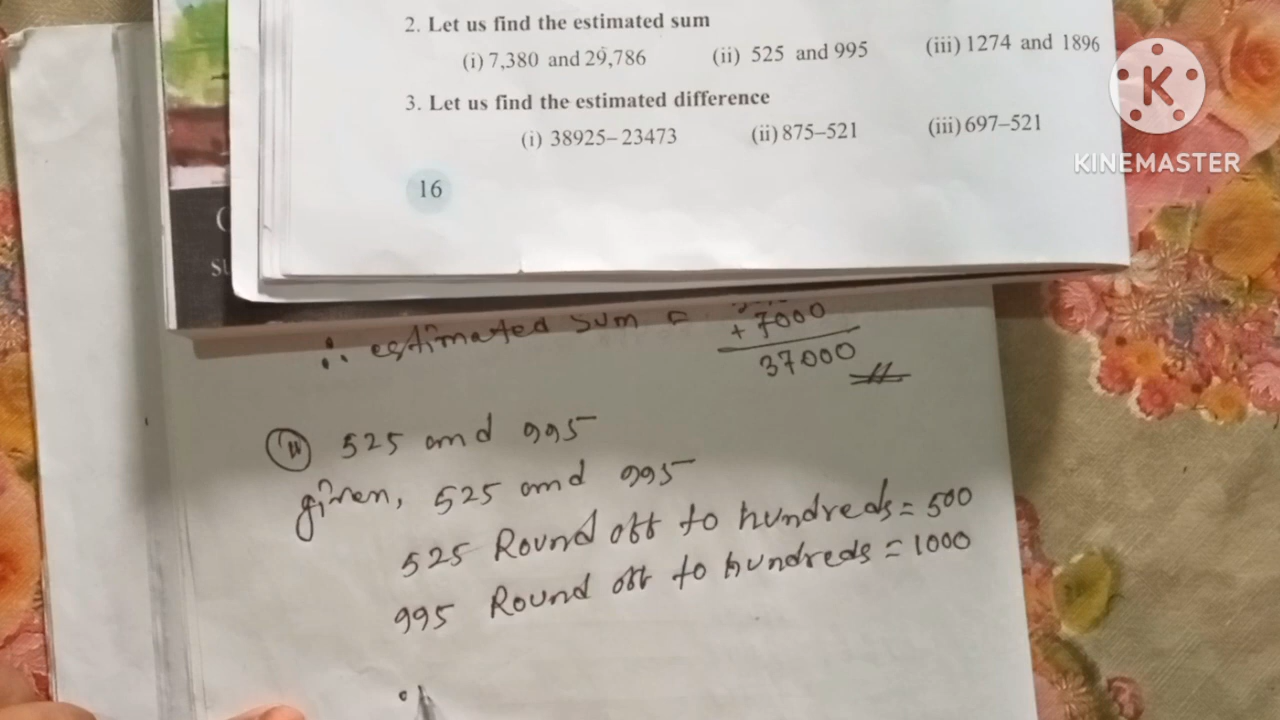 2. Let us find the estimated sum
(i) 7,380 and 29,786 (ii) 525 and 995 (iii) 1274 and 1896
3. Let us find the estimated difference
(i) 38925–23473 (ii) 875–521 (iii) 697–521
16
K
KINEMASTER
∴ estimated sum =
+ 7000
37000
(ii) 525 and 995
given, 525 and 995
525 Round off to hundreds = 500
995 Round off to hundreds = 1000